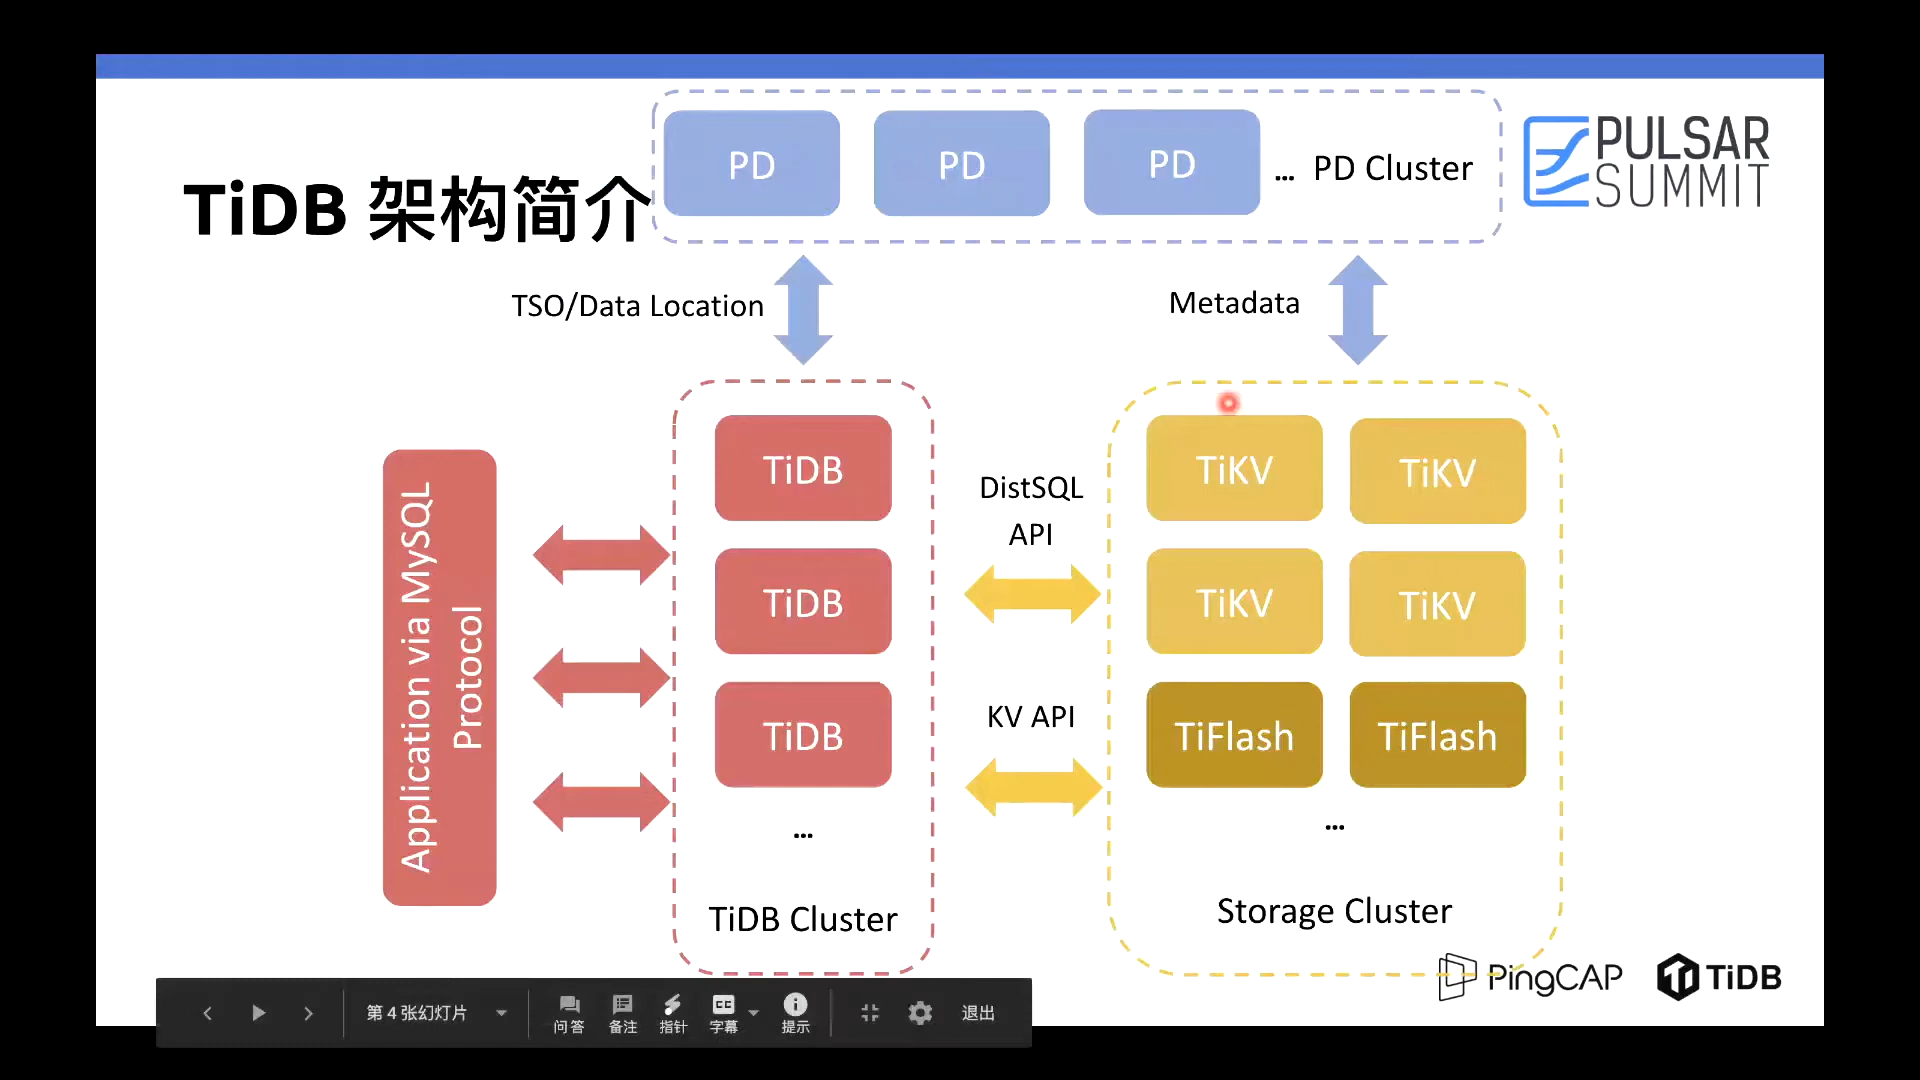 PD
PD
PD
... PD Cluster
PULSAR
SUMMIT
TiDB 架构简介
TSO/Data Location
Metadata
Application via MySQL
Protocol
TiDB
TiDB
TiDB
...
TiDB Cluster
DistSQL
API
KV API
TiKV
TiKV
TiKV
TiKV
TiFlash
TiFlash
...
Storage Cluster
PingCAP
TiDB
第 4 张幻灯片
问答
备注
指针
CC
字幕
提示
退出